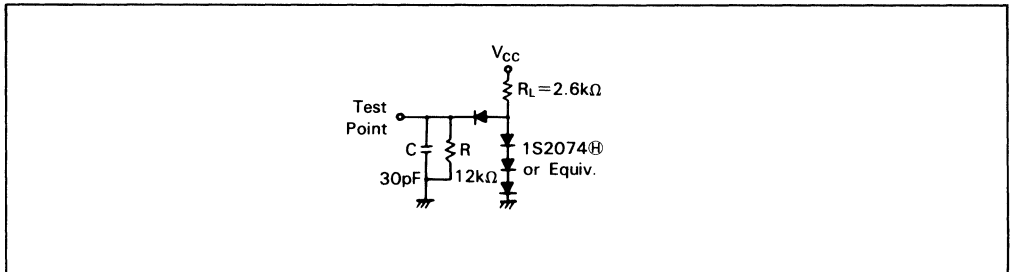 VCC
RL=2.6kΩ
Test
Point
C
R
1S2074Ⓗ
or Equiv.
30pF
12kΩ